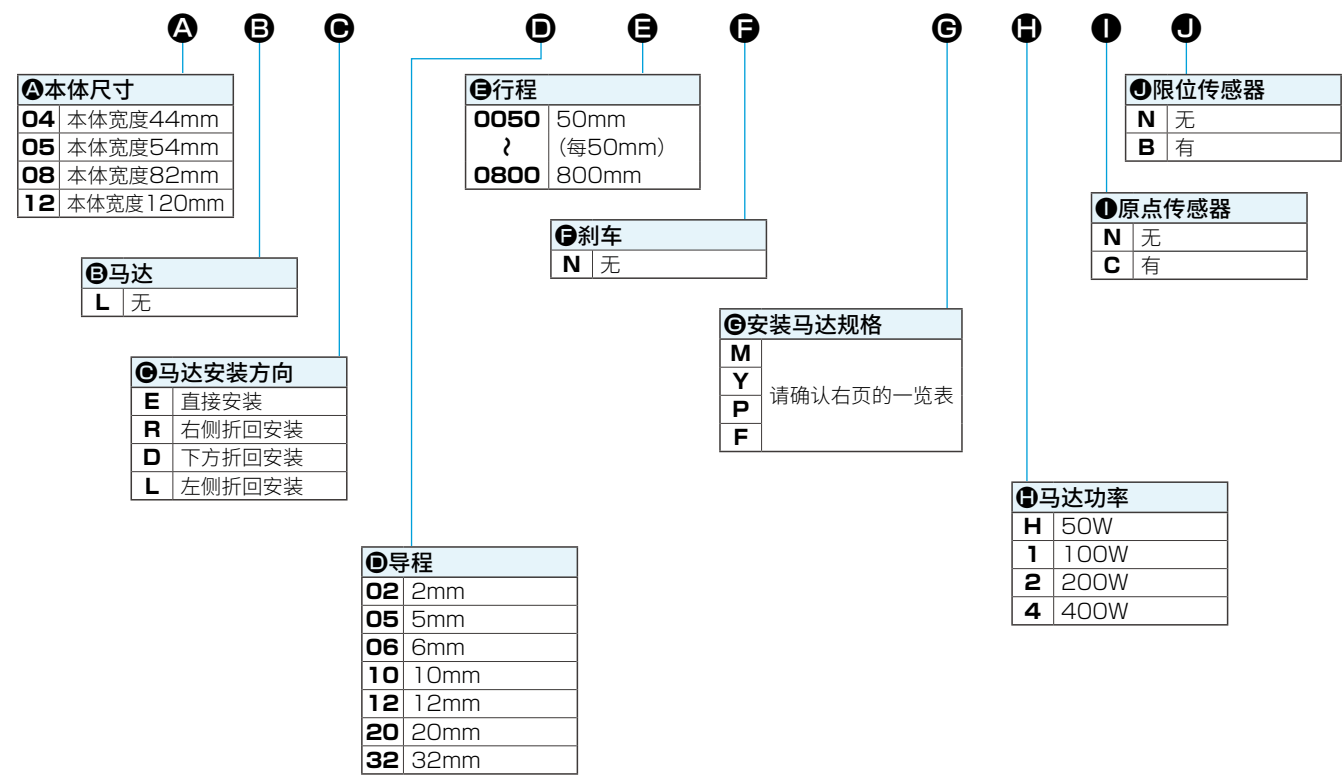 A B C D E F G H I J
A本体尺寸
04 本体宽度44mm
05 本体宽度54mm
08 本体宽度82mm
12 本体宽度120mm
B马达
L 无
C马达安装方向
E 直接安装
R 右侧折回安装
D 下方折回安装
L 左侧折回安装
D导程
02 2mm
05 5mm
06 6mm
10 10mm
12 12mm
20 20mm
32 32mm
E行程
0050 50mm
~ (每50mm)
0800 800mm
F刹车
N 无
G安装马达规格
M
Y
请确认右页的一览表
P
F
H马达功率
H 50W
1 100W
2 200W
4 400W
I原点传感器
N 无
C 有
J限位传感器
N 无
B 有